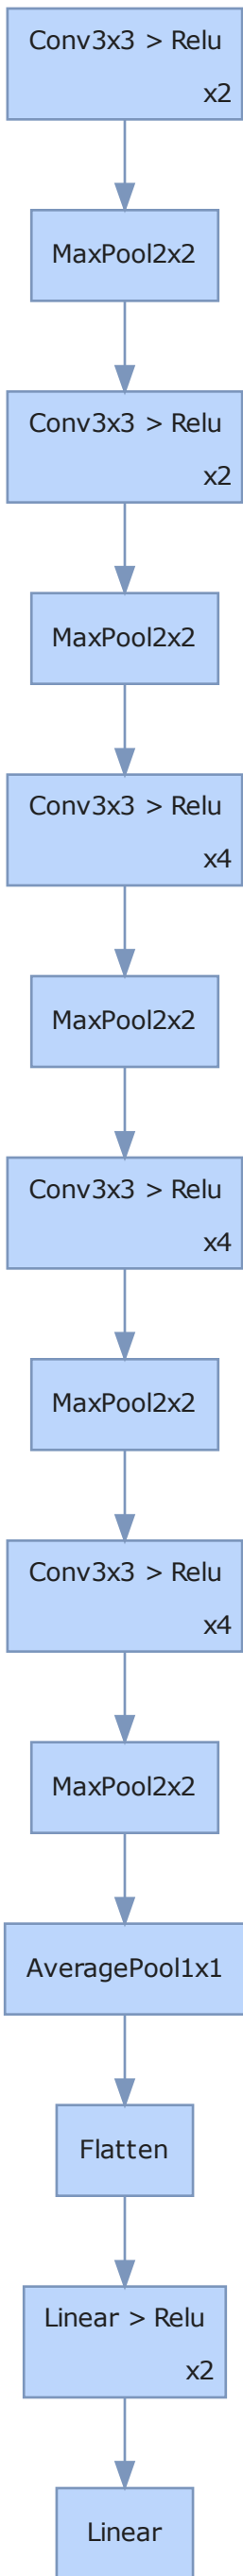 Conv3x3 > Relu
x2
MaxPool2x2
Conv3x3 > Relu
x2
MaxPool2x2
Conv3x3 > Relu
x4
MaxPool2x2
Conv3x3 > Relu
x4
MaxPool2x2
Conv3x3 > Relu
x4
MaxPool2x2
AveragePool1x1
Flatten
Linear > Relu
x2
Linear